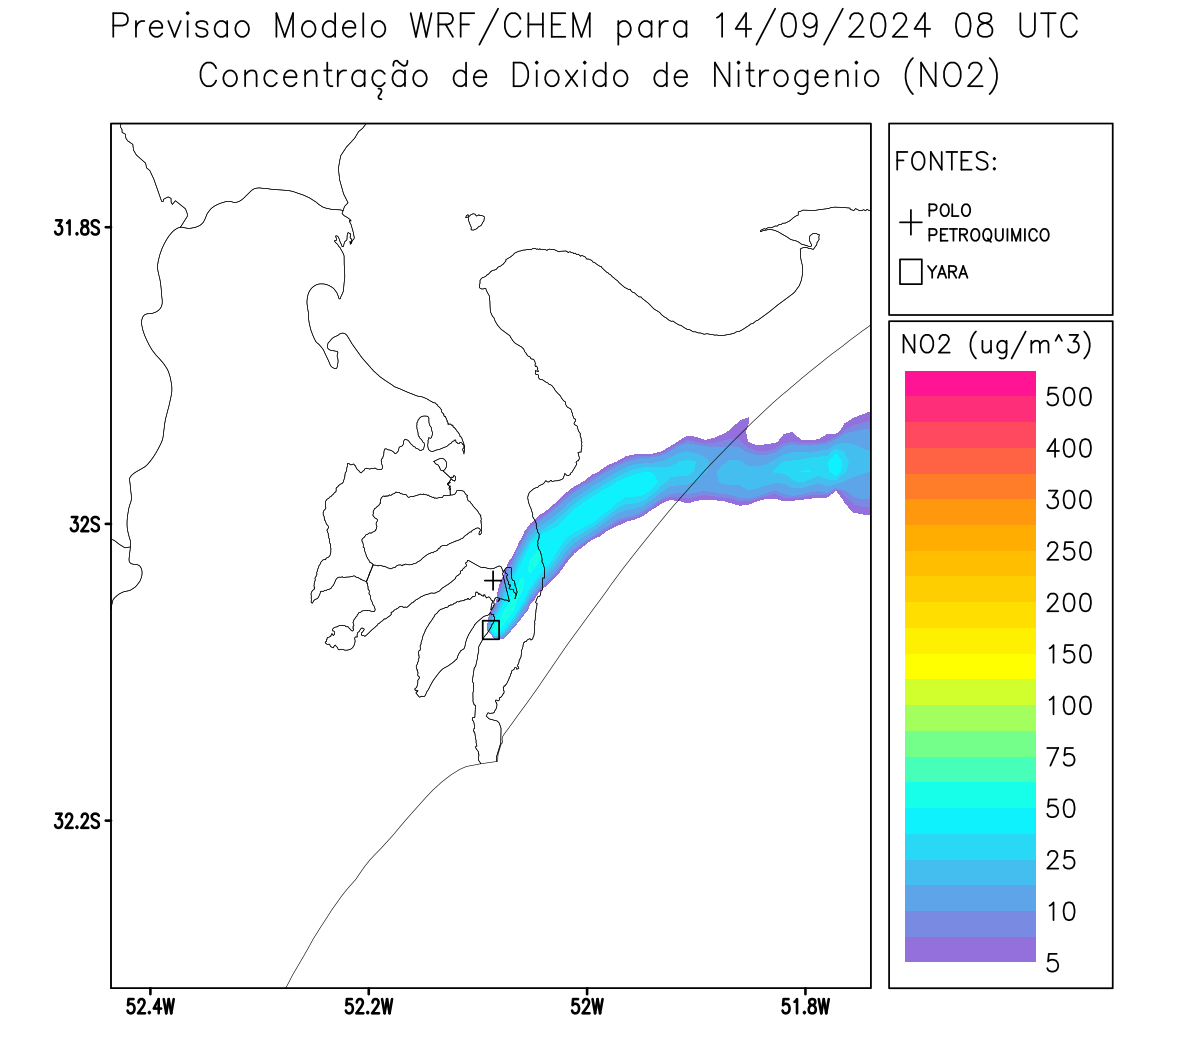 Previsao Modelo WRF/CHEM para 14/09/2024 08 UTC
Concentração de Dioxido de Nitrogenio (NO2)
FONTES:
POLO
PETROQUIMICO
YARA
NO2 (ug/m^3)
500
400
300
250
200
150
100
75
50
25
10
5
31.8S
32S
32.2S
52.4W
52.2W
52W
51.8W